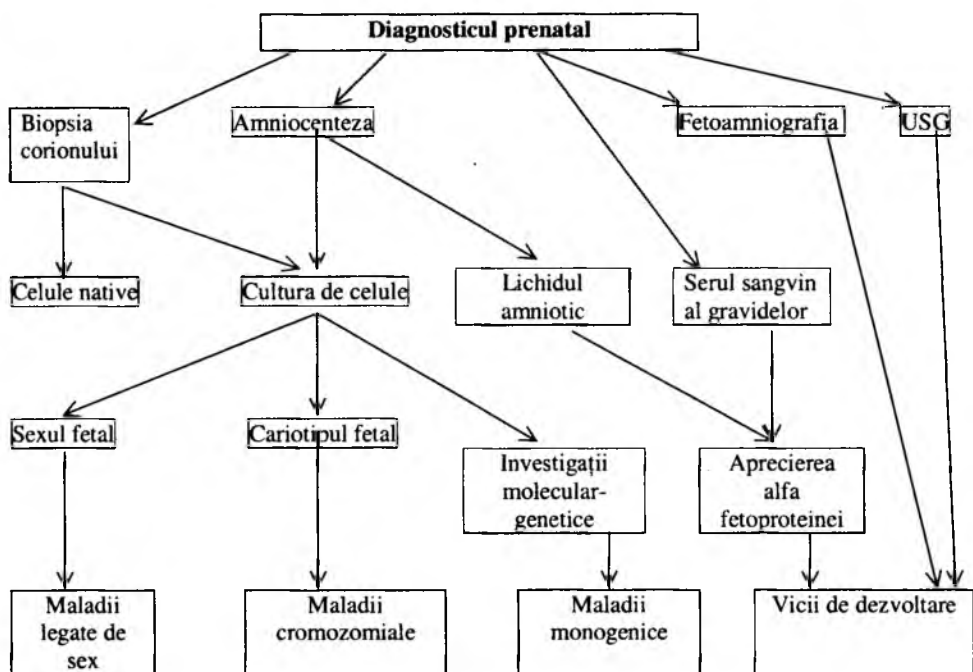 Diagnosticul prenatal
Biopsia
corionului
Amniocenteza
Fetoamniografia
USG
Celule native
Cultura de celule
Lichidul
amniotic
Serul sangvin
al gravidelor
Sexul fetal
Cariotipul fetal
Investigații
molecular-
genetice
Aprecierea
alfa
fetoproteinei
Maladii
legate de
sex
Maladii
cromozomiale
Maladii
monogenice
Vicii de dezvoltare